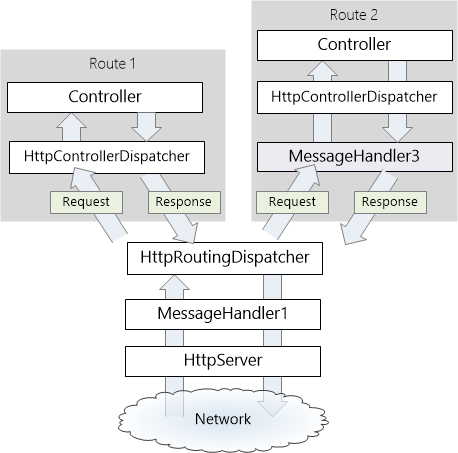 Route 1
Controller
HttpControllerDispatcher
Request
Response
Route 2
Controller
HttpControllerDispatcher
MessageHandler3
Request
Response
HttpRoutingDispatcher
MessageHandler1
HttpServer
Network